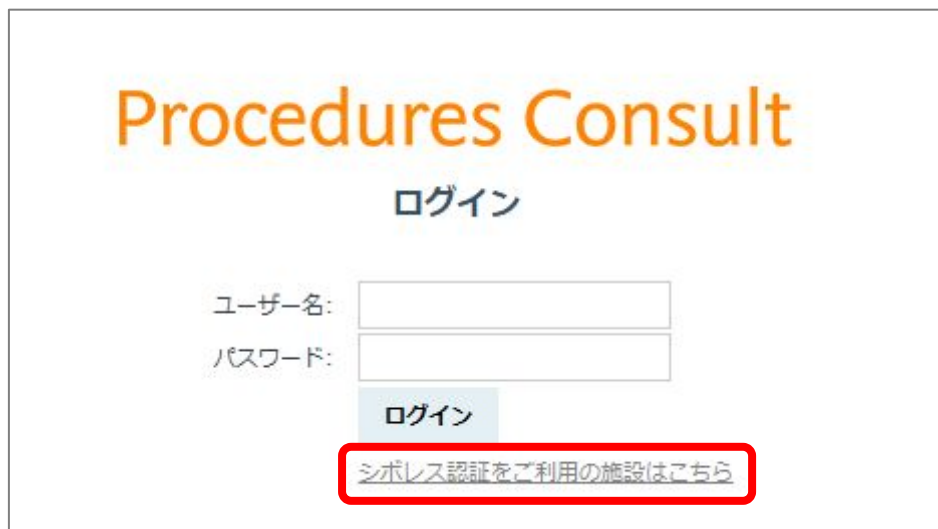 Procedures Consult
ログイン
ユーザー名:
パスワード:
ログイン
シボレス認証をご利用の施設はこちら